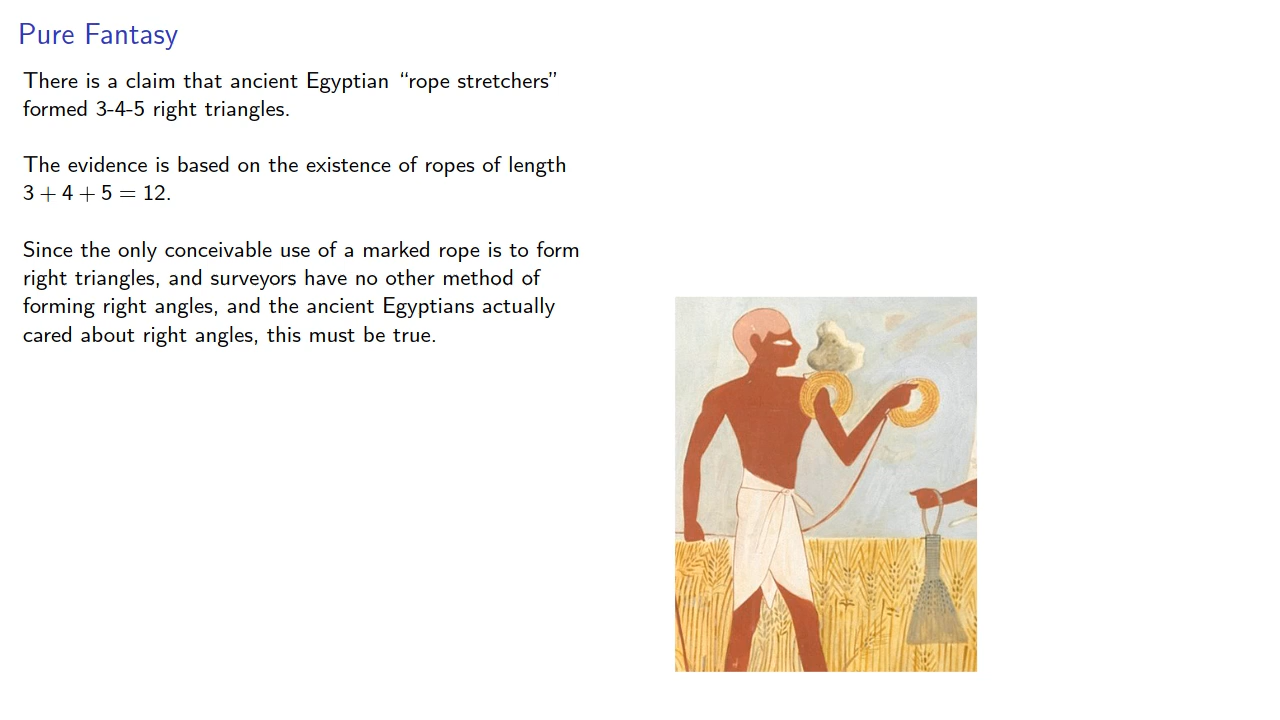 Pure Fantasy
There is a claim that ancient Egyptian “rope stretchers”
formed 3-4-5 right triangles.
The evidence is based on the existence of ropes of length
3 + 4 + 5 = 12.
Since the only conceivable use of a marked rope is to form
right triangles, and surveyors have no other method of
forming right angles, and the ancient Egyptians actually
cared about right angles, this must be true.